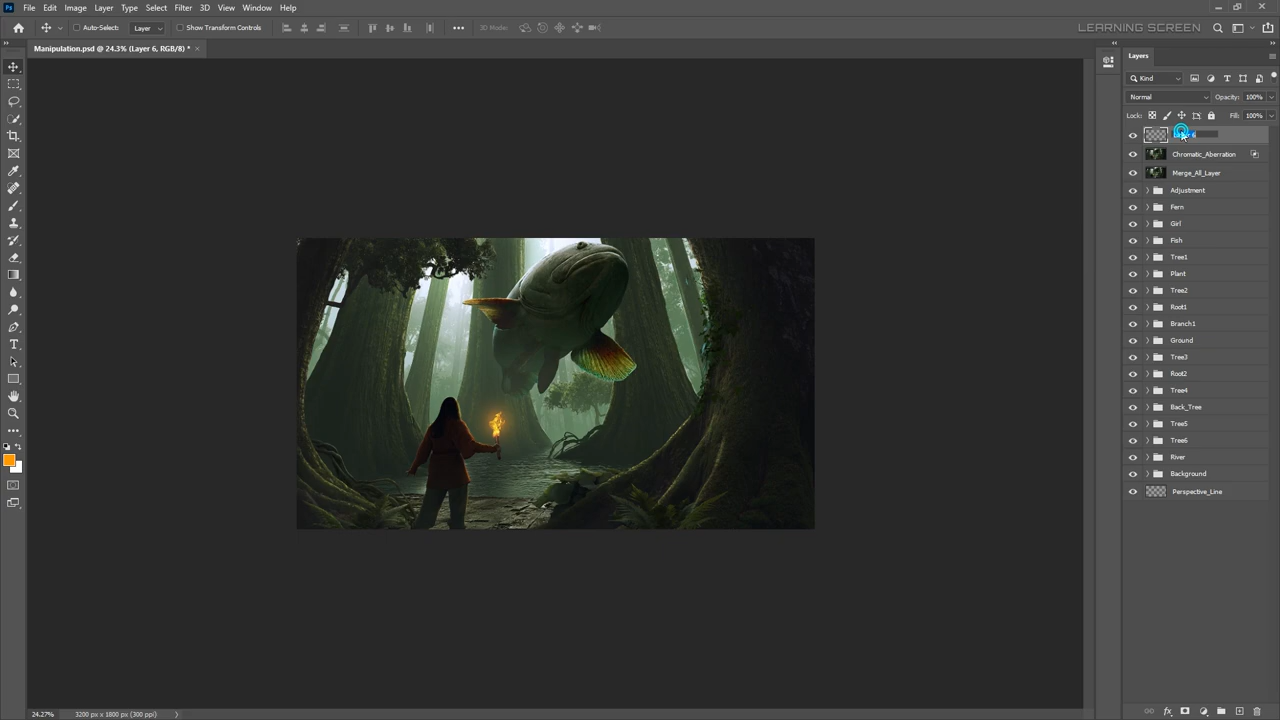 Ps File Edit Image Layer Type Select Filter 3D View Window Help
Auto-Select: Layer Show Transform Controls 3D Mode: LEARNING SCREEN
Manipulation.psd @ 24.3% (Layer 6, RGB/8) *
Layers
Kind
Normal Opacity: 100%
Lock: Fill: 100%
Chromatic_Aberration
Merge_All_Layer
Adjustment
Fern
Girl
Fish
Tree1
Plant
Tree2
Root1
Branch1
Ground
Tree3
Root2
Tree4
Back_Tree
Tree5
Tree6
River
Background
Perspective_Line
24.27% 3200 px x 1800 px (300 ppi)